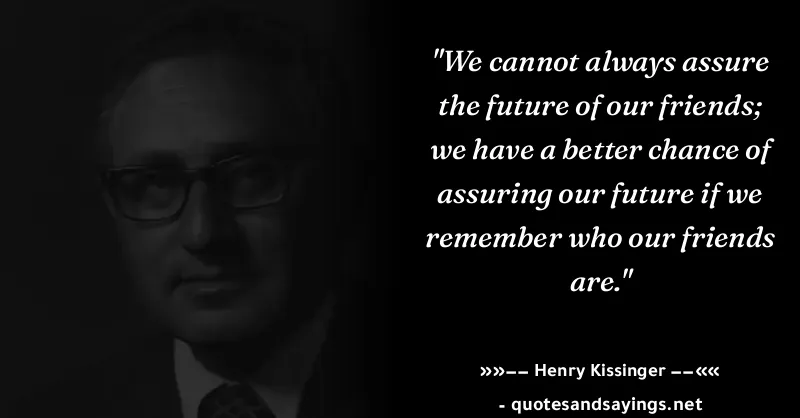 "We cannot always assure
the future of our friends;
we have a better chance of
assuring our future if we
remember who our friends
are."
»»−− Henry Kissinger −−««
- quotesandsayings.net